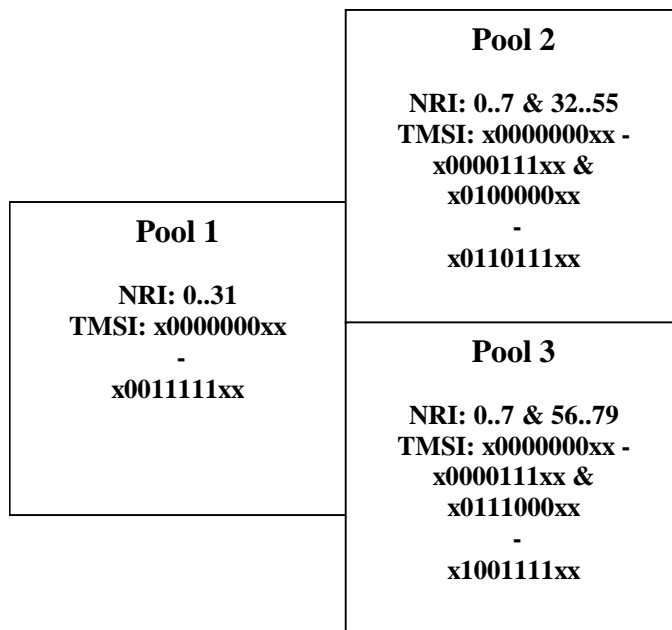 Pool 2
NRI: 0..7 & 32..55
TMSI: x0000000xx -
x0000111xx &
x0100000xx
-
x0110111xx
Pool 1
NRI: 0..31
TMSI: x0000000xx
-
x0011111xx
Pool 3
NRI: 0..7 & 56..79
TMSI: x0000000xx -
x0000111xx &
x0111000xx
-
x1001111xx